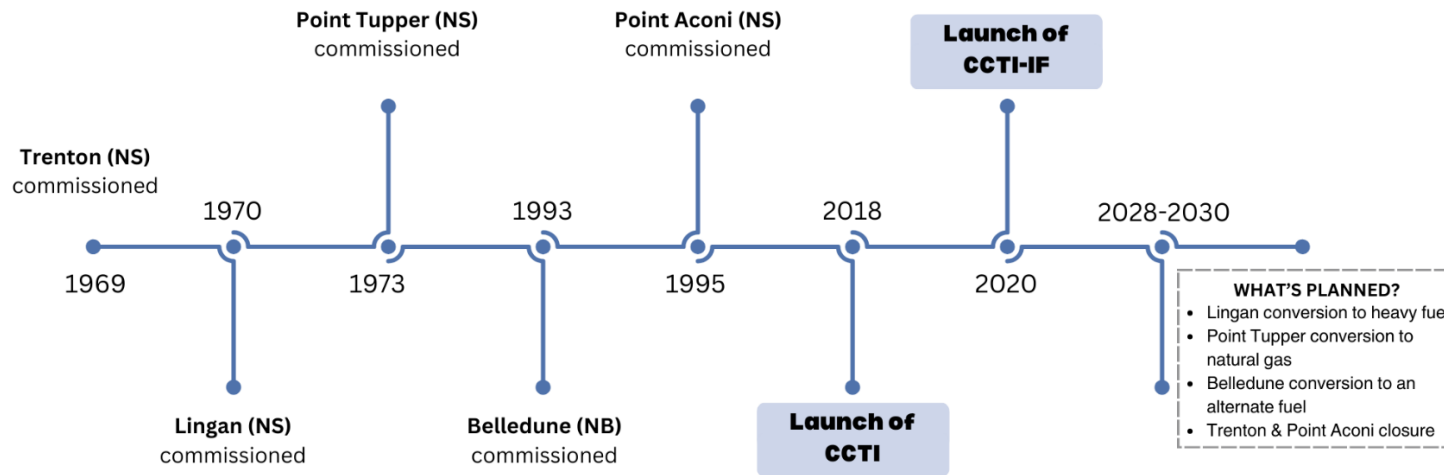 Point Tupper (NS)
commissioned
Point Aconi (NS)
commissioned
Launch of
CCTI-IF
Trenton (NS)
commissioned
1970
1993
2018
2028-2030
1969
1973
1995
2020
WHAT'S PLANNED?
• Lingan conversion to heavy fue
• Point Tupper conversion to
natural gas
• Belledune conversion to an
alternate fuel
• Trenton & Point Aconi closure
Lingan (NS)
commissioned
Belledune (NB)
commissioned
Launch of
CCTI